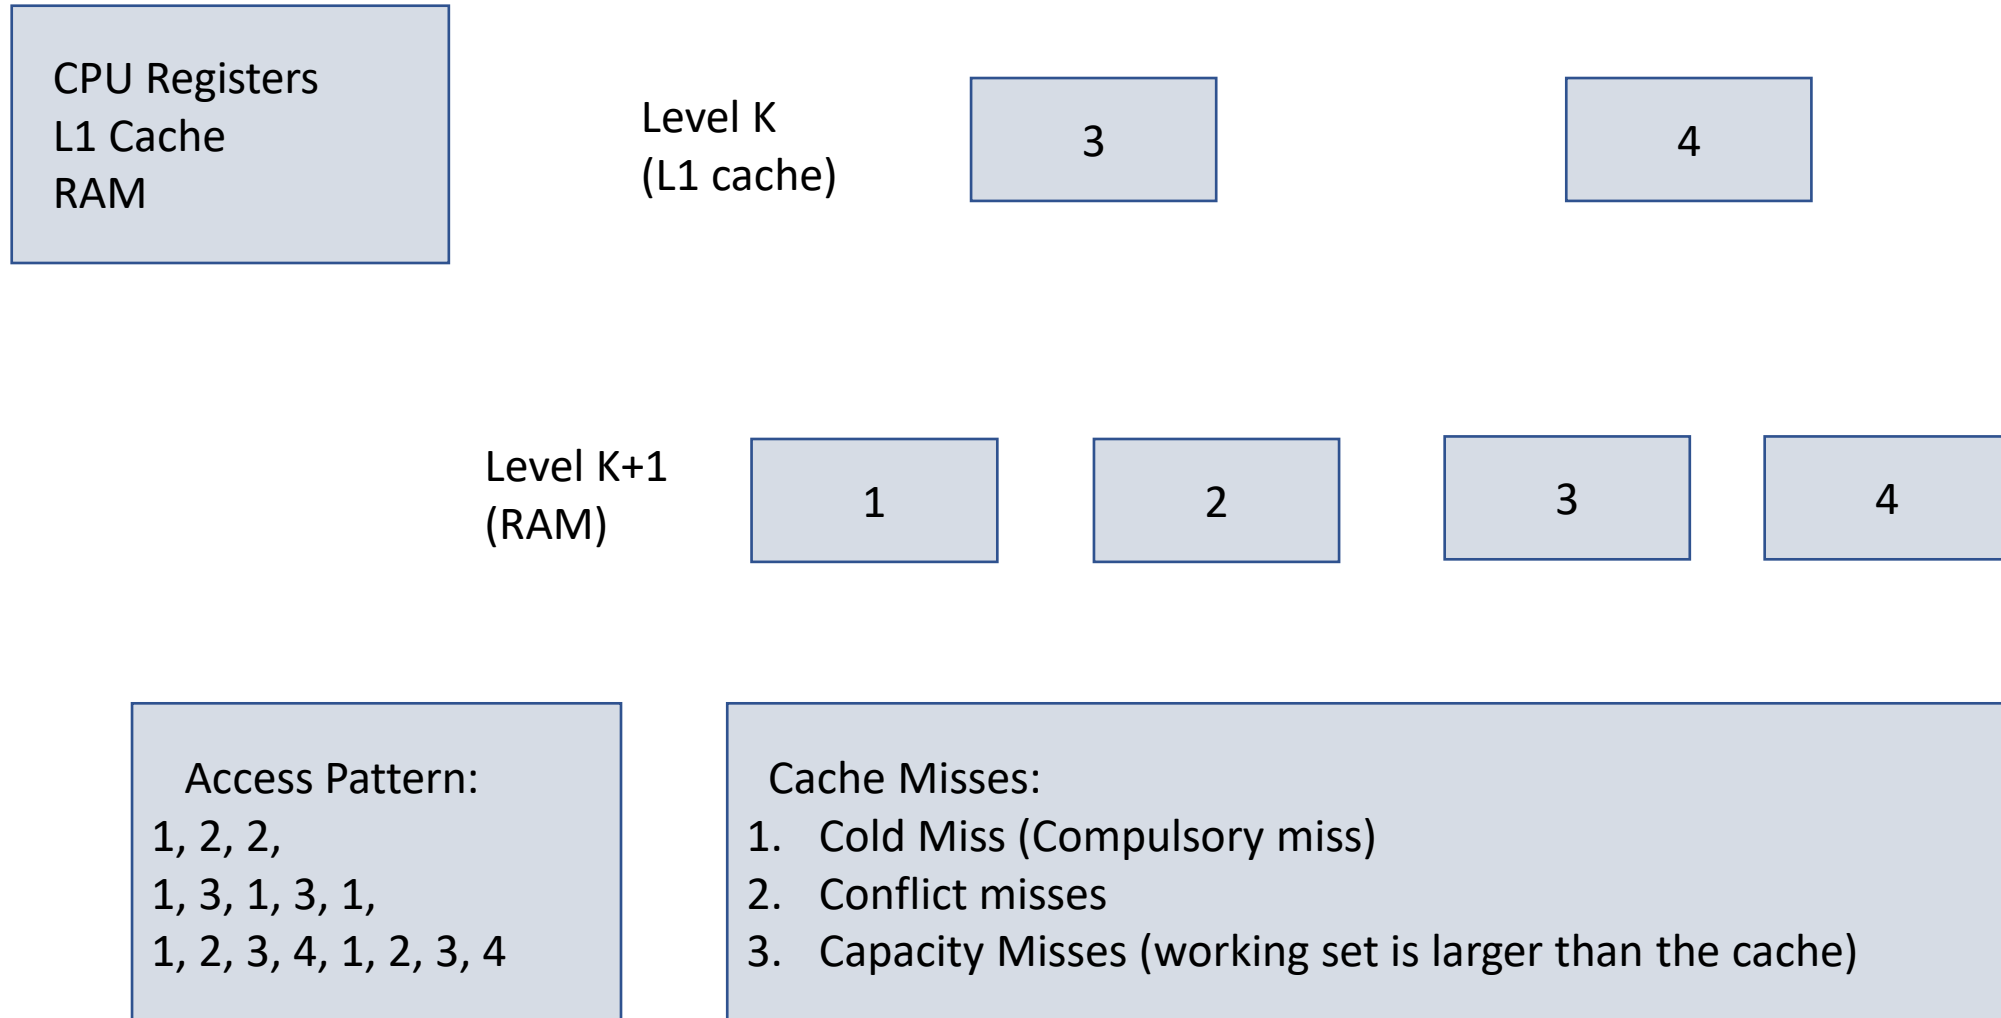 CPU Registers
L1 Cache
RAM
Level K
(L1 cache)
3
4
Level K+1
(RAM)
1
2
3
4
Access Pattern:
1, 2, 2,
1, 3, 1, 3, 1,
1, 2, 3, 4, 1, 2, 3, 4
Cache Misses:
1. Cold Miss (Compulsory miss)
2. Conflict misses
3. Capacity Misses (working set is larger than the cache)